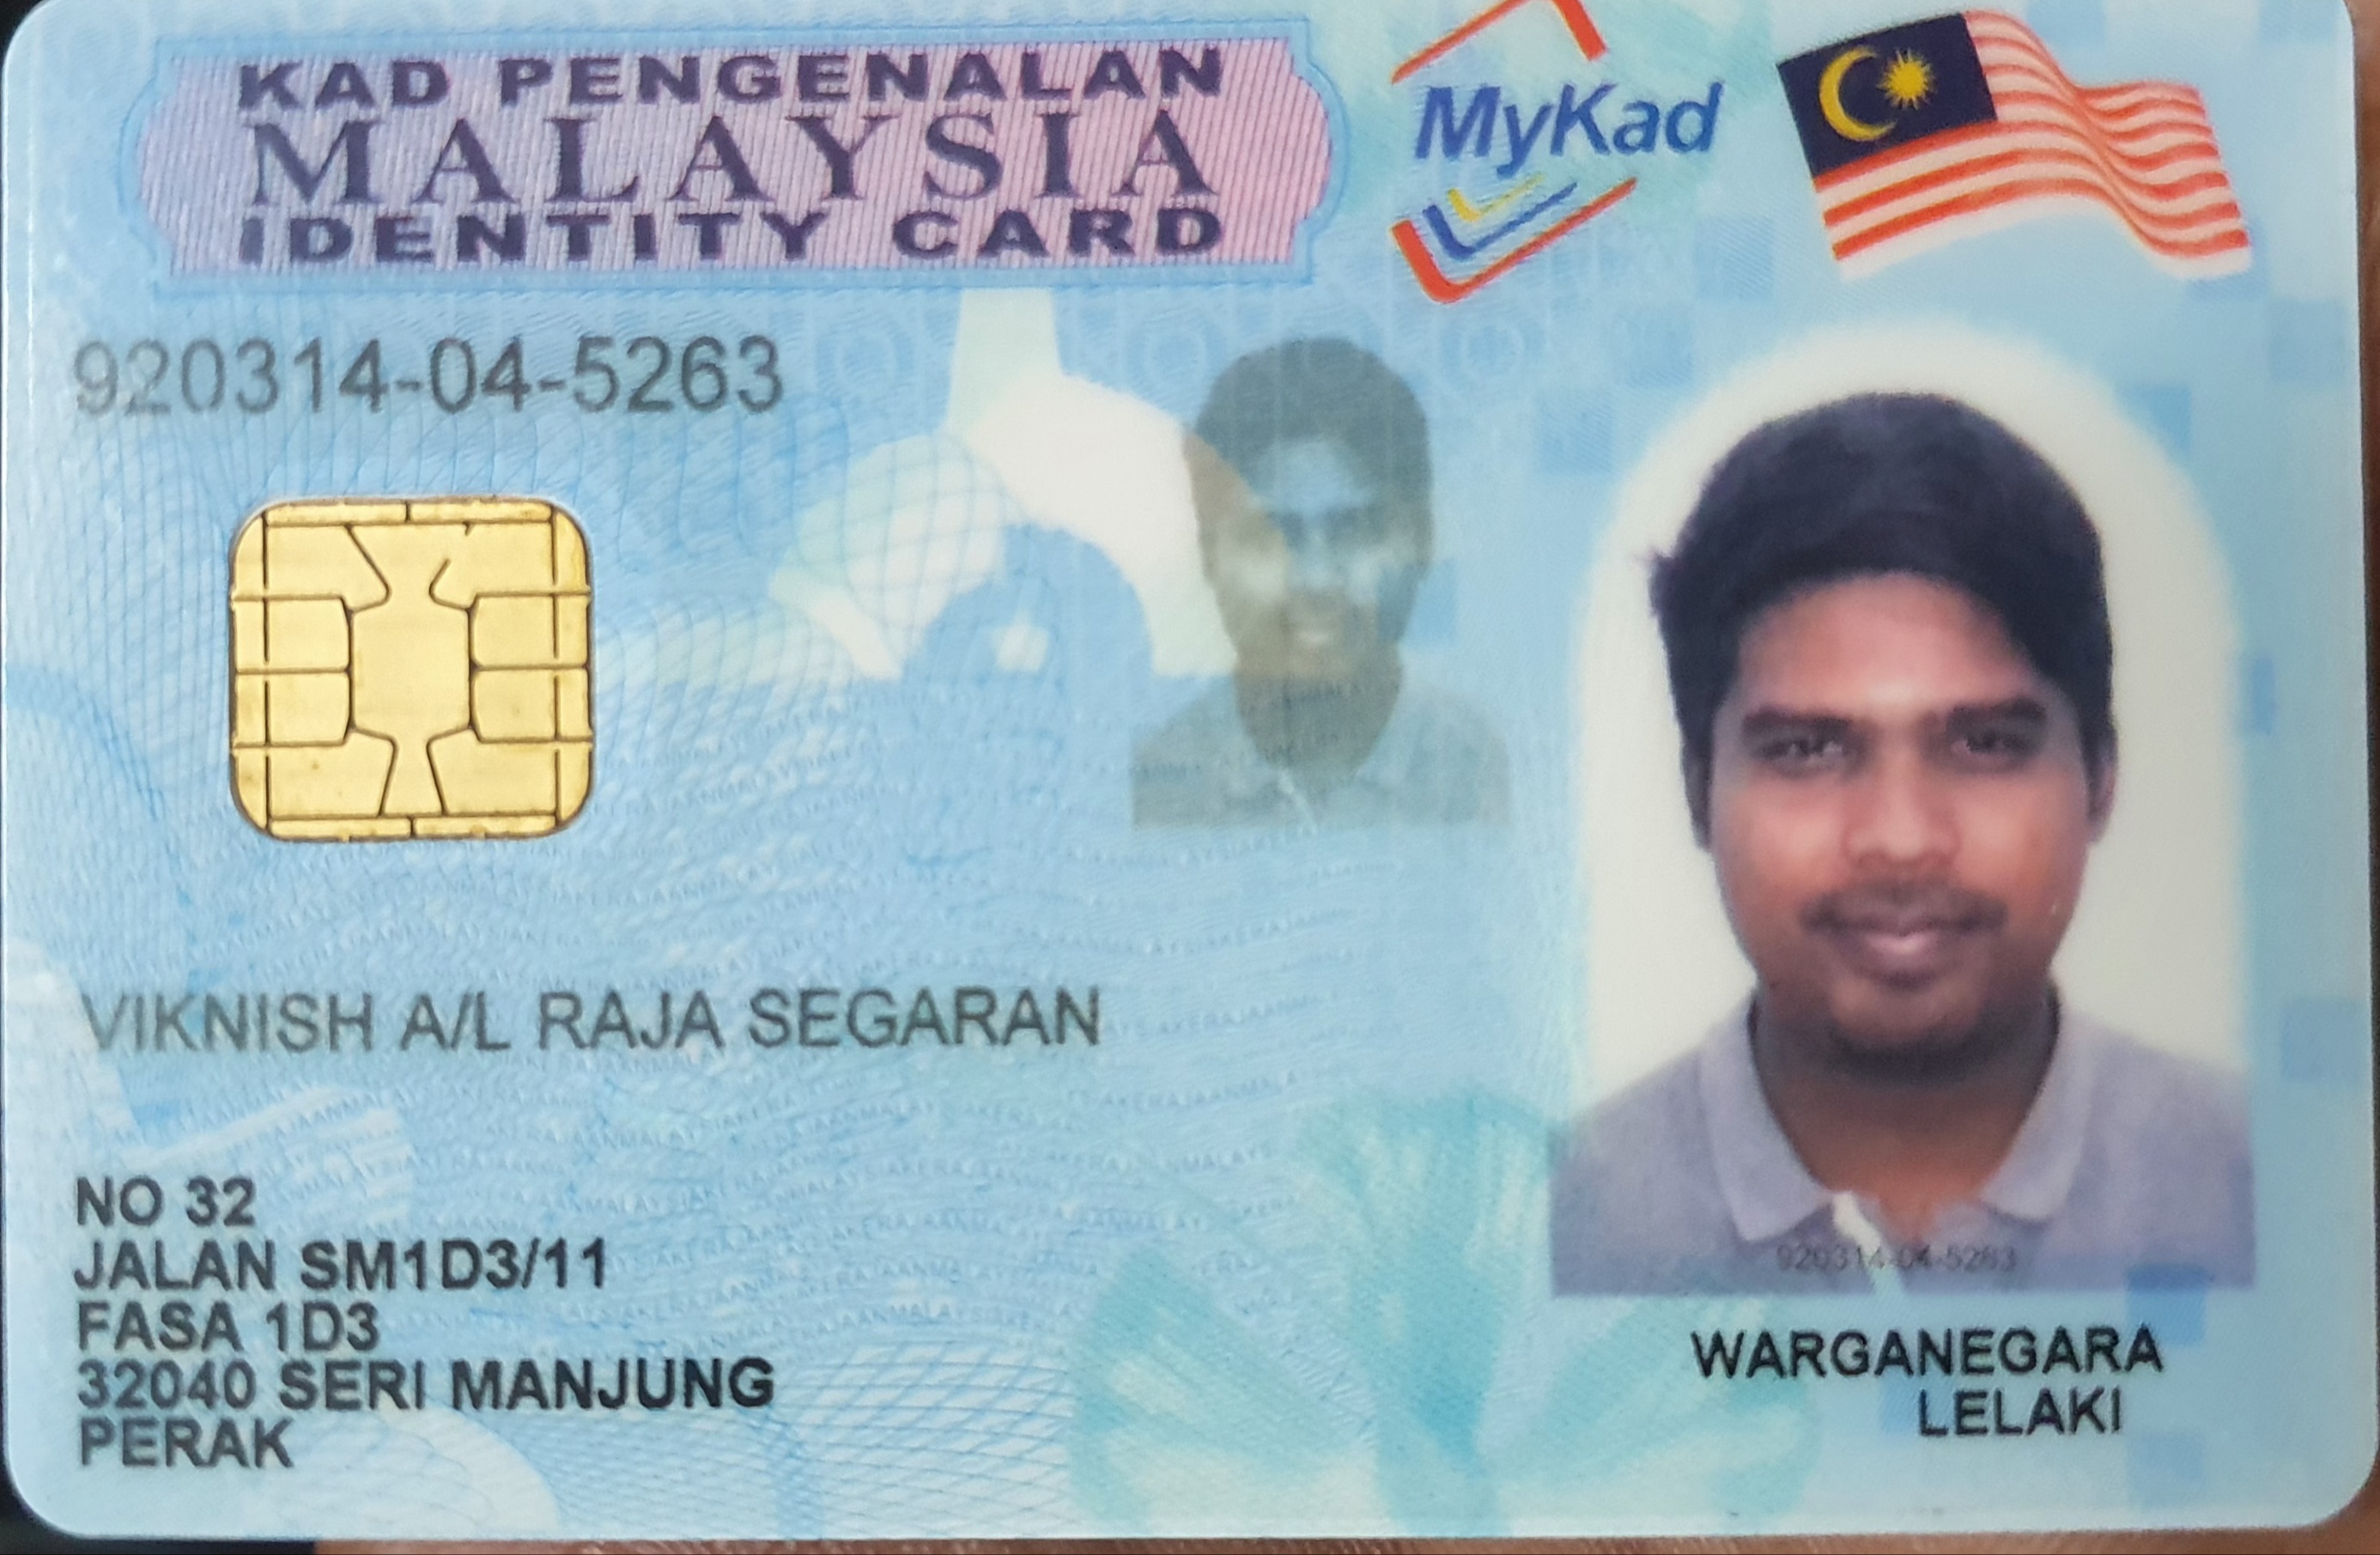 KAD PENGENALAN
MALAYSIA
IDENTITY CARD
MyKad
920314-04-5263
VIKNISH A/L RAJA SEGARAN
NO 32
JALAN SM1D3/11
FASA 1D3
32040 SERI MANJUNG
PERAK
920314-04-5263
WARGANEGARA
LELAKI